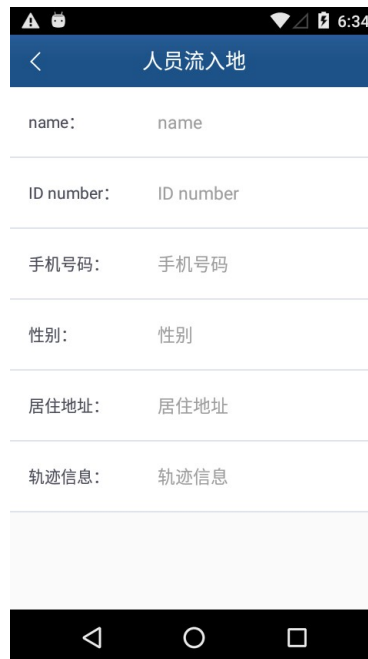 6:34
人员流入地
name： name
ID number： ID number
手机号码： 手机号码
性别： 性别
居住地址： 居住地址
轨迹信息： 轨迹信息